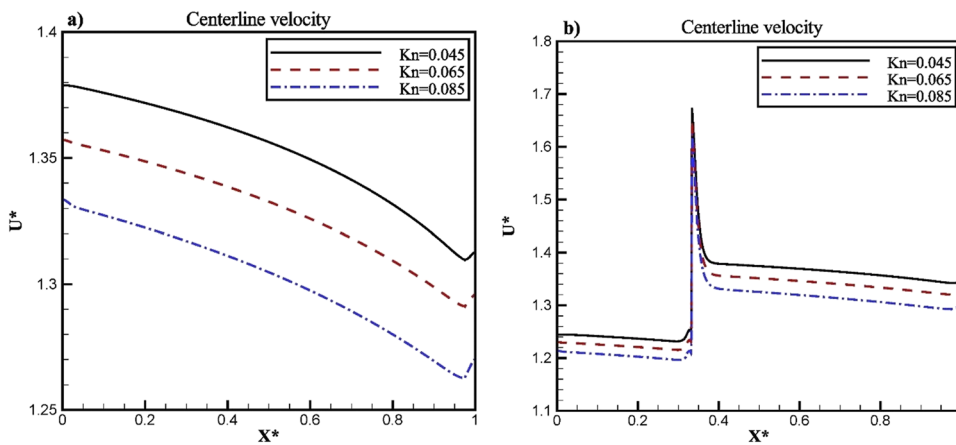 a) Centerline velocity
Kn=0.045
Kn=0.065
Kn=0.085
1.4
1.35
1.3
1.25
U*
0 0.2 0.4 0.6 0.8 1
X*
b) Centerline velocity
Kn=0.045
Kn=0.065
Kn=0.085
1.8
1.7
1.6
1.5
1.4
1.3
1.2
1.1
U*
0 0.2 0.4 0.6 0.8
X*